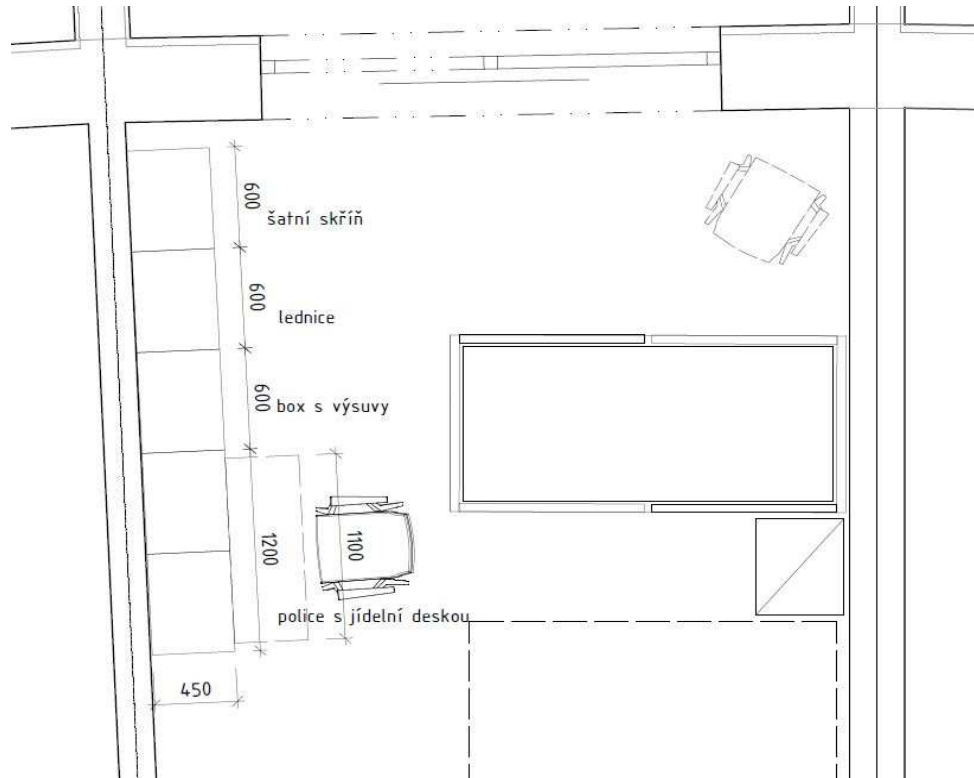 600
šatní skříň
600
lednice
600
box s výsuvy
1200
1100
police s jídelní deskou
450